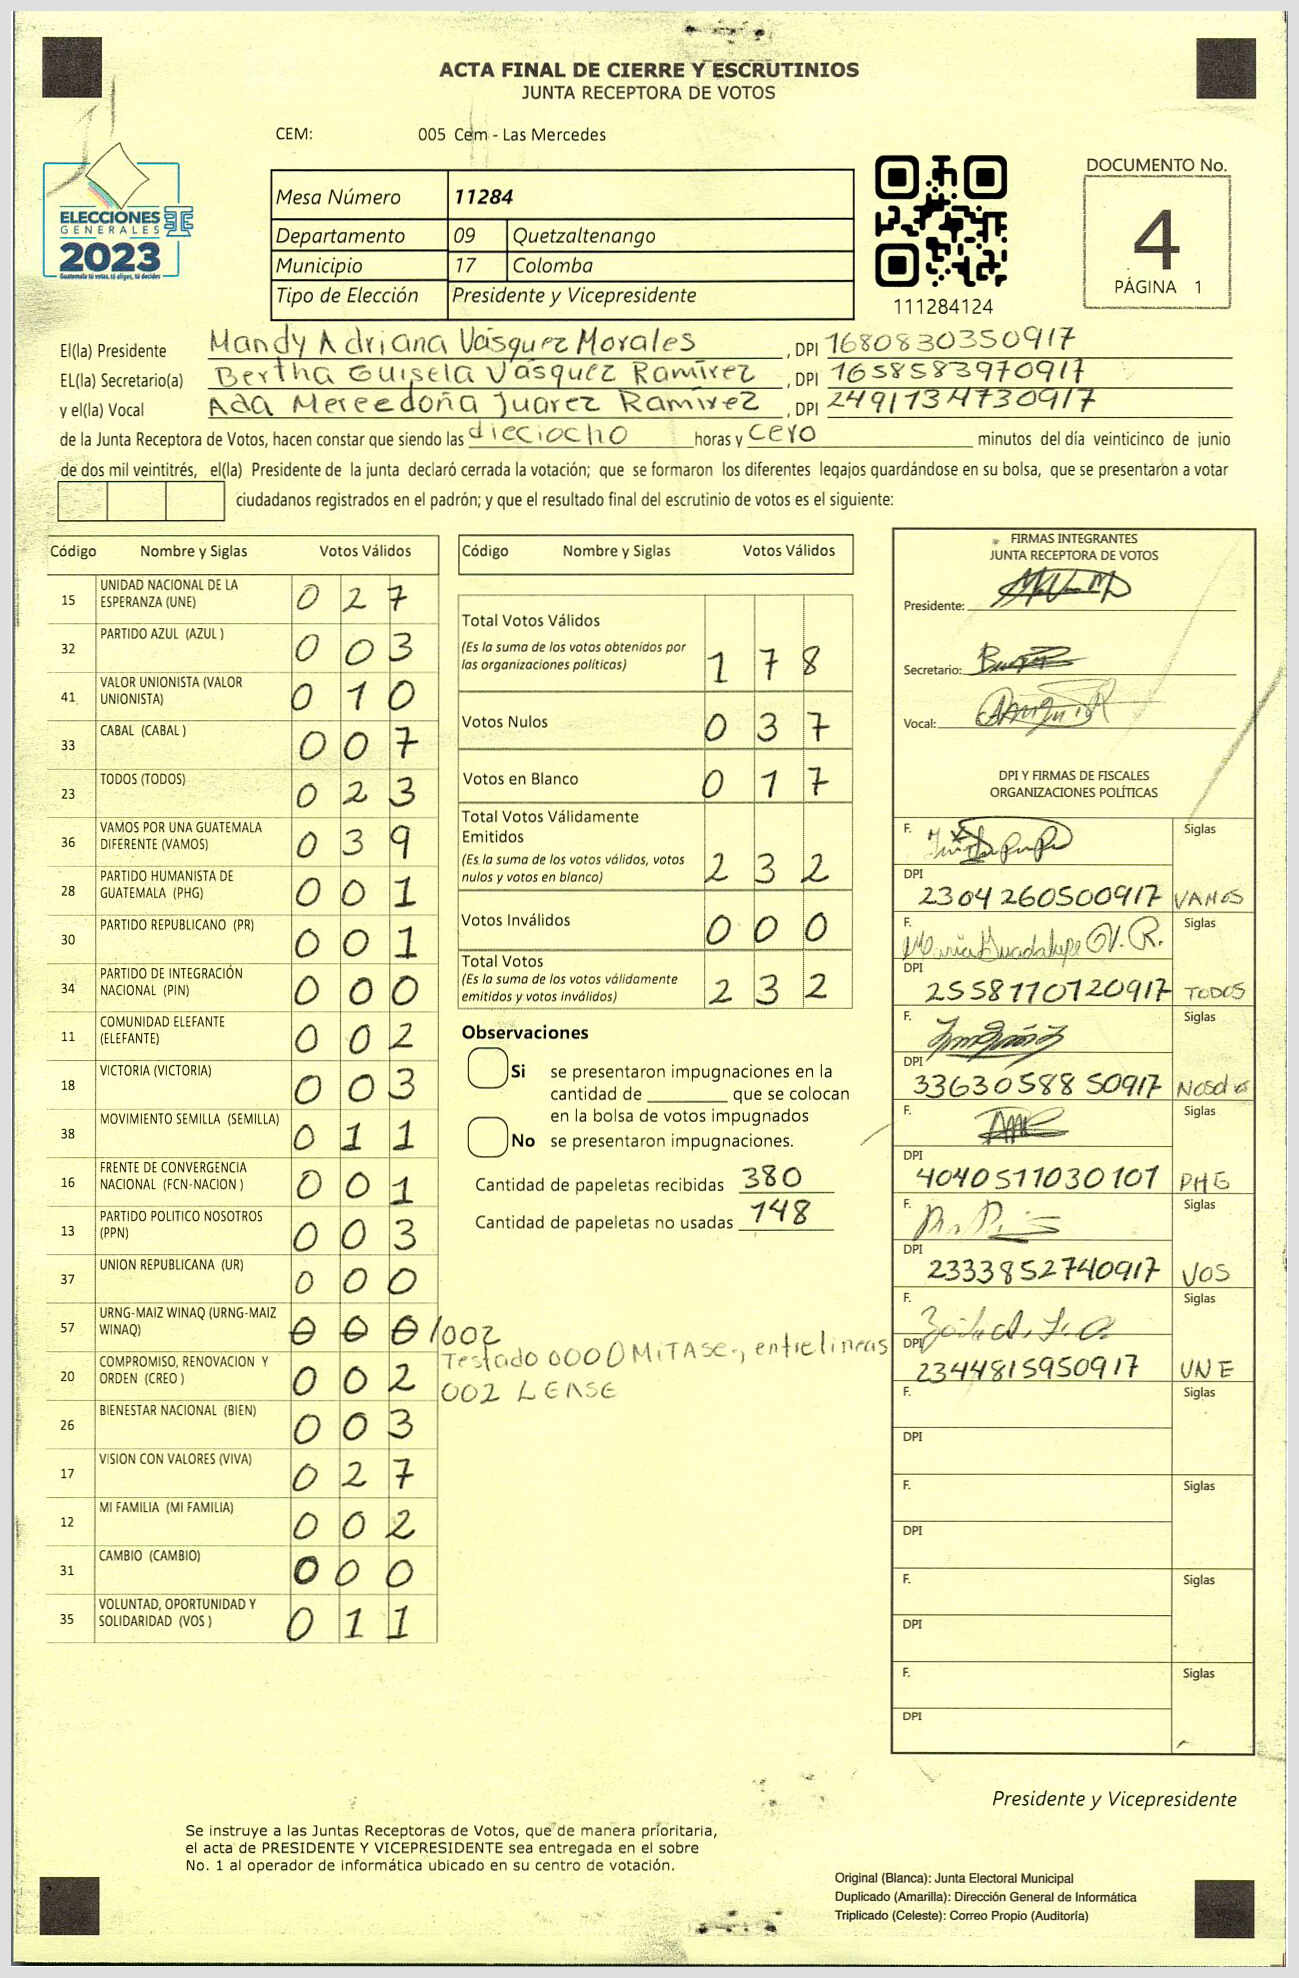 ACTA FINAL DE CIERRE Y ESCRUTINIOS
JUNTA RECEPTORA DE VOTOS
CEM: 005 Cem - Las Mercedes
ELECCIONES
GENERALES
2023
Guatemala tú votas, tú eliges, tú decides
Mesa Número 11284
Departamento 09 Quetzaltenango
Municipio 17 Colomba
Tipo de Elección Presidente y Vicepresidente
111284124
DOCUMENTO No.
4
PÁGINA 1
El(la) Presidente Mandy Adriana Vásquez Morales , DPI 1680830350917
EL(la) Secretario(a) Bertha Guisela Vásquez Ramírez , DPI 1658583970917
y el(la) Vocal Ada Mercedoña Juarez Ramírez , DPI 2491734730917
de la Junta Receptora de Votos, hacen constar que siendo las dieciocho horas y cero minutos del día veinticinco de junio
de dos mil veintitrés, el(la) Presidente de la junta declaró cerrada la votación; que se formaron los diferentes legajos guardándose en su bolsa, que se presentaron a votar
ciudadanos registrados en el padrón; y que el resultado final del escrutinio de votos es el siguiente:
Código Nombre y Siglas Votos Válidos
15 UNIDAD NACIONAL DE LA ESPERANZA (UNE) 0 2 7
32 PARTIDO AZUL (AZUL ) 0 0 3
41 VALOR UNIONISTA (VALOR UNIONISTA) 0 1 0
33 CABAL (CABAL ) 0 0 7
23 TODOS (TODOS) 0 2 3
36 VAMOS POR UNA GUATEMALA DIFERENTE (VAMOS) 0 3 9
28 PARTIDO HUMANISTA DE GUATEMALA (PHG) 0 0 1
30 PARTIDO REPUBLICANO (PR) 0 0 1
34 PARTIDO DE INTEGRACIÓN NACIONAL (PIN) 0 0 0
11 COMUNIDAD ELEFANTE (ELEFANTE) 0 0 2
18 VICTORIA (VICTORIA) 0 0 3
38 MOVIMIENTO SEMILLA (SEMILLA) 0 1 1
16 FRENTE DE CONVERGENCIA NACIONAL (FCN-NACION ) 0 0 1
13 PARTIDO POLITICO NOSOTROS (PPN) 0 0 3
37 UNION REPUBLICANA (UR) 0 0 0
57 URNG-MAIZ WINAQ (URNG-MAIZ WINAQ) 0 0 0 /002
Testado 0000 MITASE-, entrelineas
20 COMPROMISO, RENOVACION Y ORDEN (CREO ) 0 0 2
002 LEASE
26 BIENESTAR NACIONAL (BIEN) 0 0 3
17 VISION CON VALORES (VIVA) 0 2 7
12 MI FAMILIA (MI FAMILIA) 0 0 2
31 CAMBIO (CAMBIO) 0 0 0
35 VOLUNTAD, OPORTUNIDAD Y SOLIDARIDAD (VOS ) 0 1 1
Código Nombre y Siglas Votos Válidos
Total Votos Válidos
(Es la suma de los votos obtenidos por
las organizaciones políticas) 1 7 8
Votos Nulos 0 3 7
Votos en Blanco 0 1 7
Total Votos Válidamente
Emitidos
(Es la suma de los votos válidos, votos
nulos y votos en blanco) 2 3 2
Votos Inválidos 0 0 0
Total Votos
(Es la suma de los votos válidamente
emitidos y votos inválidos) 2 3 2
Observaciones
Si se presentaron impugnaciones en la
cantidad de ________ que se colocan
en la bolsa de votos impugnados
No se presentaron impugnaciones.
Cantidad de papeletas recibidas 380
Cantidad de papeletas no usadas 148
FIRMAS INTEGRANTES
JUNTA RECEPTORA DE VOTOS
Presidente:
Secretario:
Vocal:
DPI Y FIRMAS DE FISCALES
ORGANIZACIONES POLÍTICAS
F. Siglas
DPI
2304260500917 VAMOS
F. María Guadalupe V. R. Siglas
DPI
2558110720917 TODOS
F. Siglas
DPI
3363058850917
F. Siglas
DPI
4040511030101 PHG
F. Siglas
DPI
2333852740917 VOS
F. Siglas
DPI
2344815950917 UNE
F. Siglas
DPI
F. Siglas
DPI
F. Siglas
DPI
F. Siglas
DPI
Presidente y Vicepresidente
Se instruye a las Juntas Receptoras de Votos, que de manera prioritaria,
el acta de PRESIDENTE Y VICEPRESIDENTE sea entregada en el sobre
No. 1 al operador de informática ubicado en su centro de votación.
Original (Blanca): Junta Electoral Municipal
Duplicado (Amarilla): Dirección General de Informática
Triplicado (Celeste): Correo Propio (Auditoría)